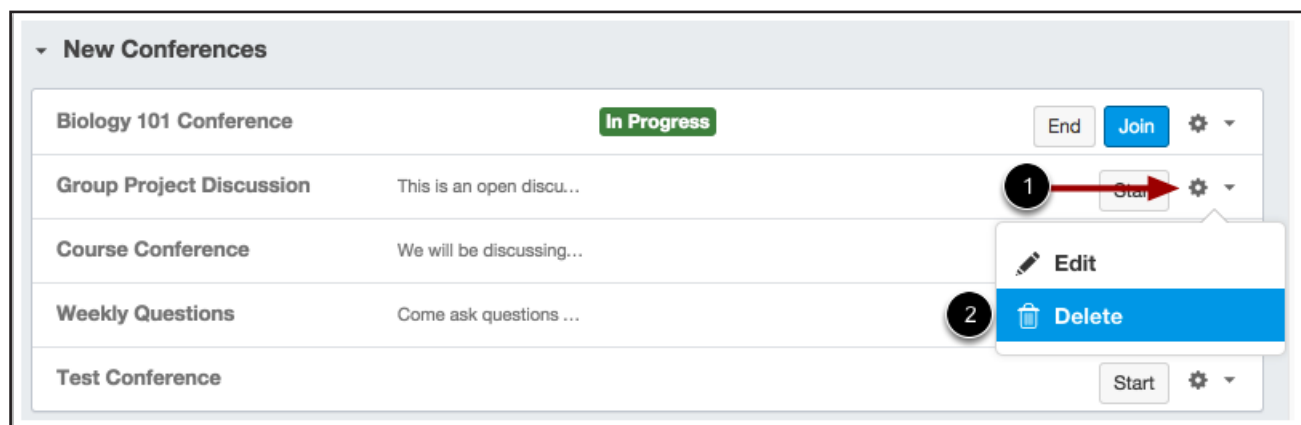 New Conferences
Biology 101 Conference In Progress End Join
Group Project Discussion This is an open discu... 1 Start
Course Conference We will be discussing...
Edit
Weekly Questions Come ask questions ... 2 Delete
Test Conference Start